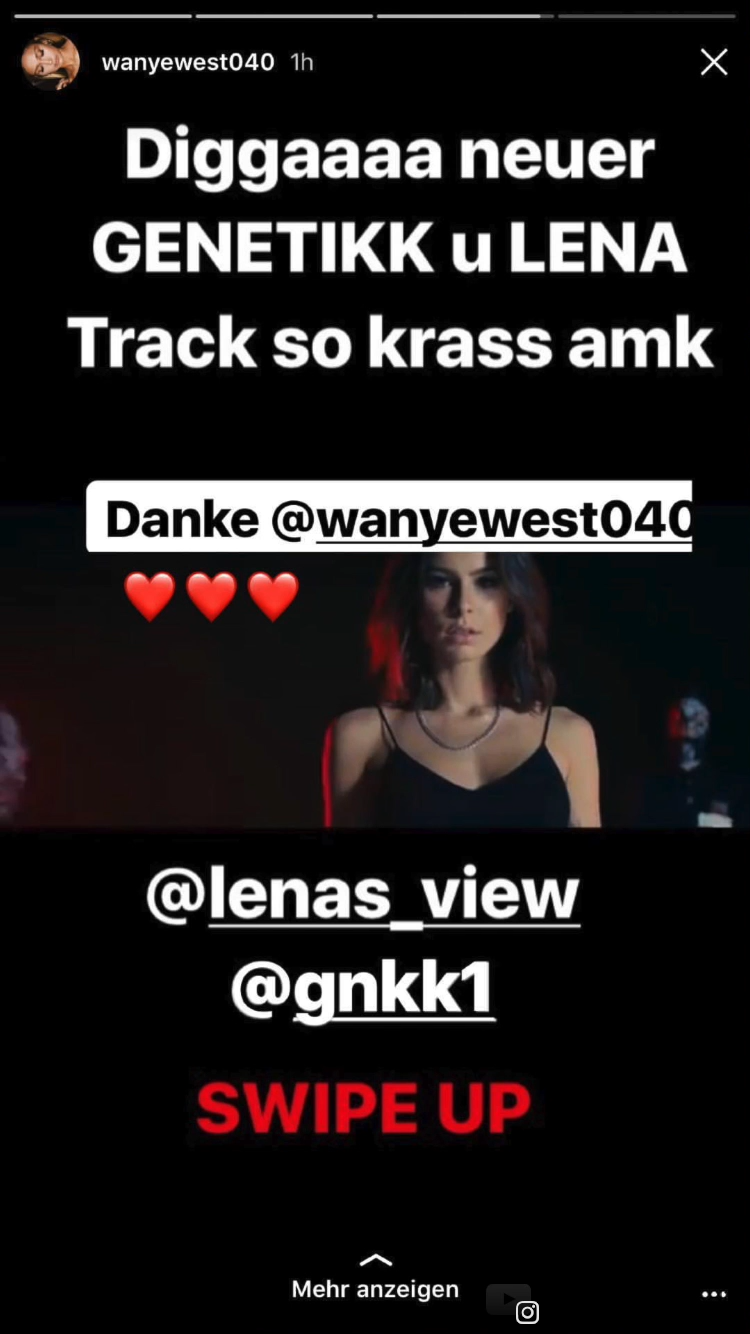 wanyewest040 1h
Diggaaaa neuer
GENETIKK u LENA
Track so krass amk
Danke @wanyewest040
❤️❤️❤️
@lenas_view
@gnkk1
SWIPE UP
Mehr anzeigen